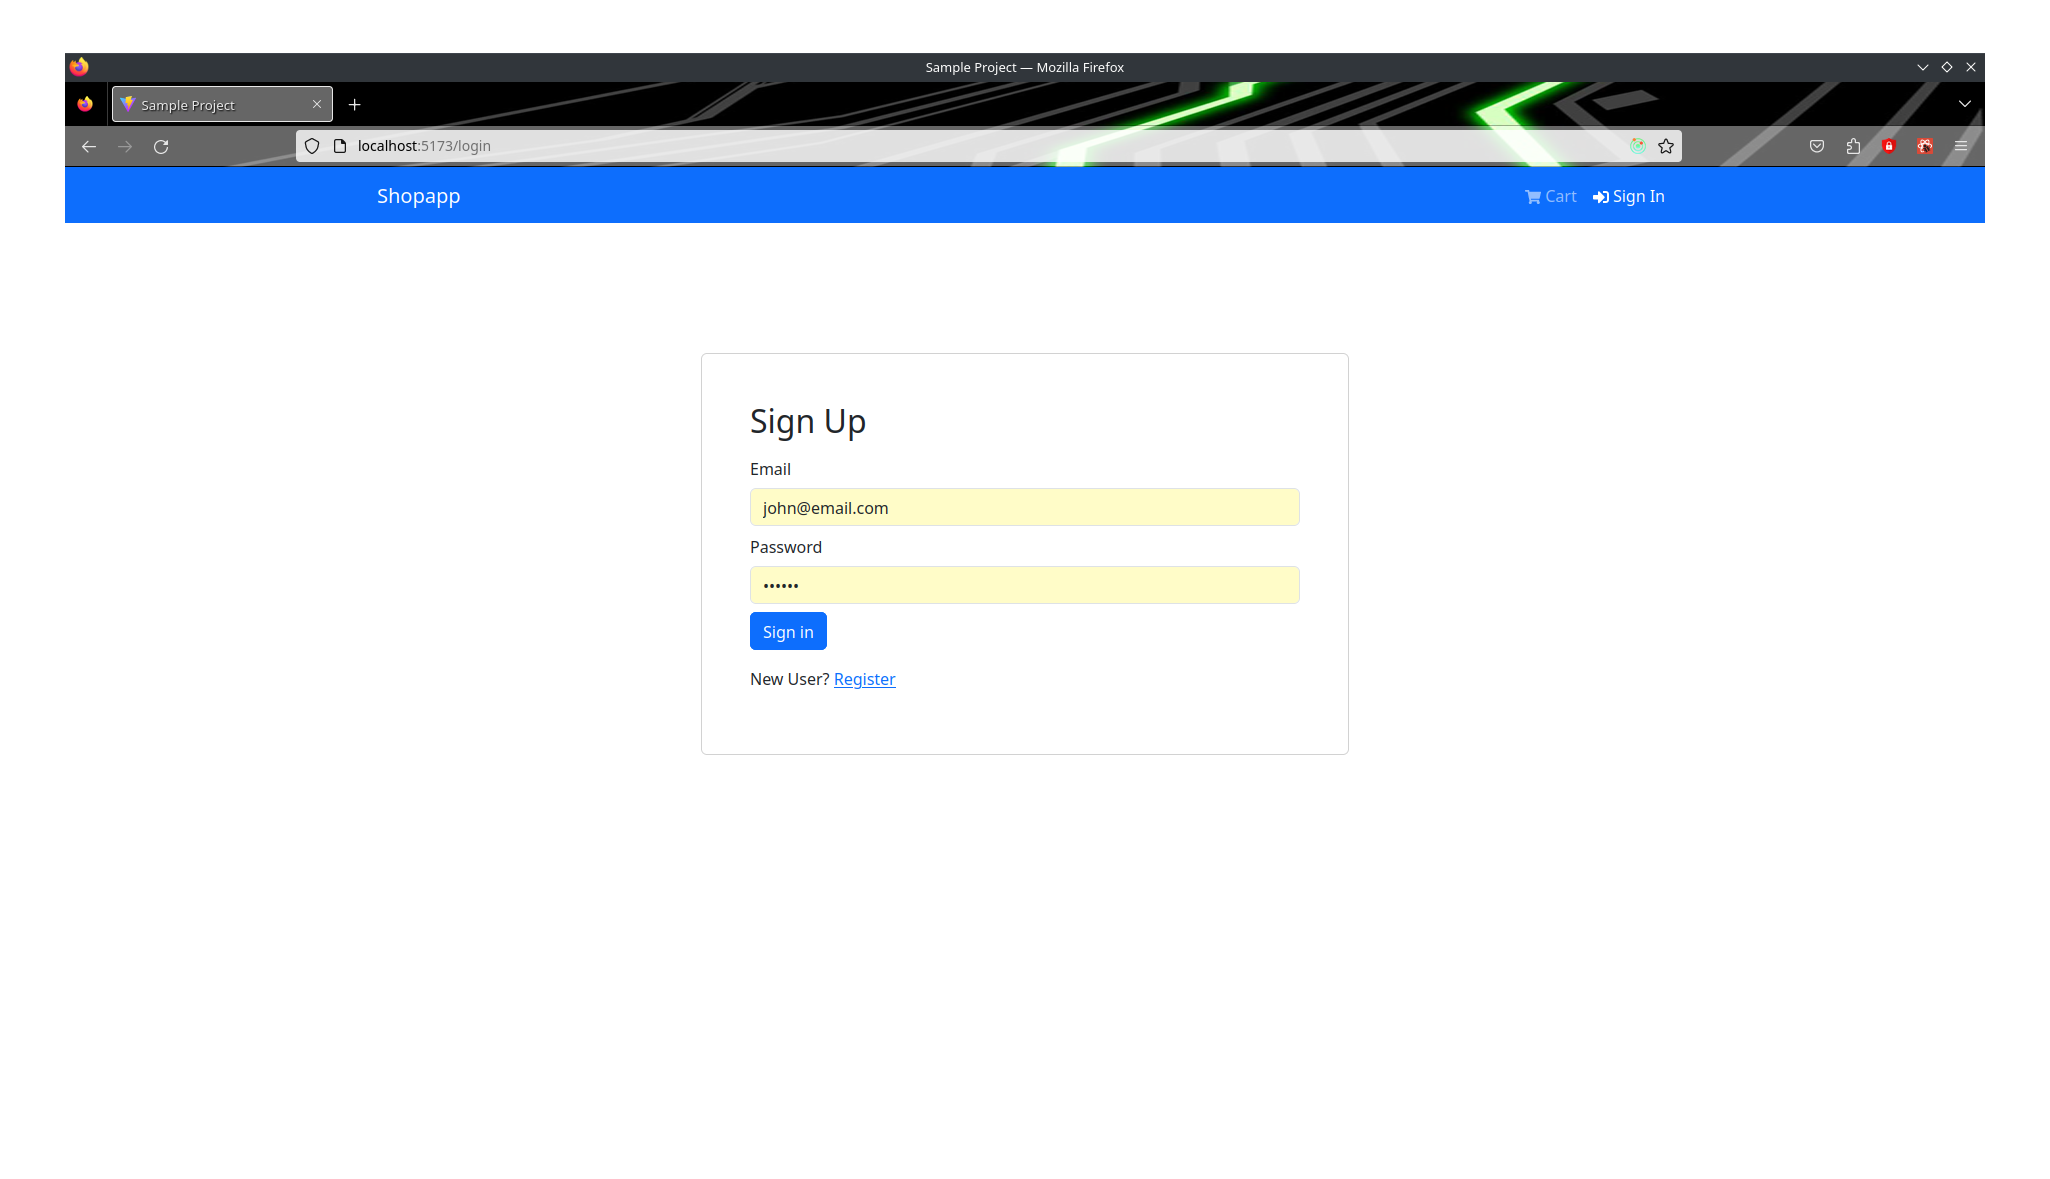 Sample Project — Mozilla Firefox
Sample Project
localhost:5173/login
Shopapp
Cart
Sign In
Sign Up
Email
john@email.com
Password
••••••
Sign in
New User? Register